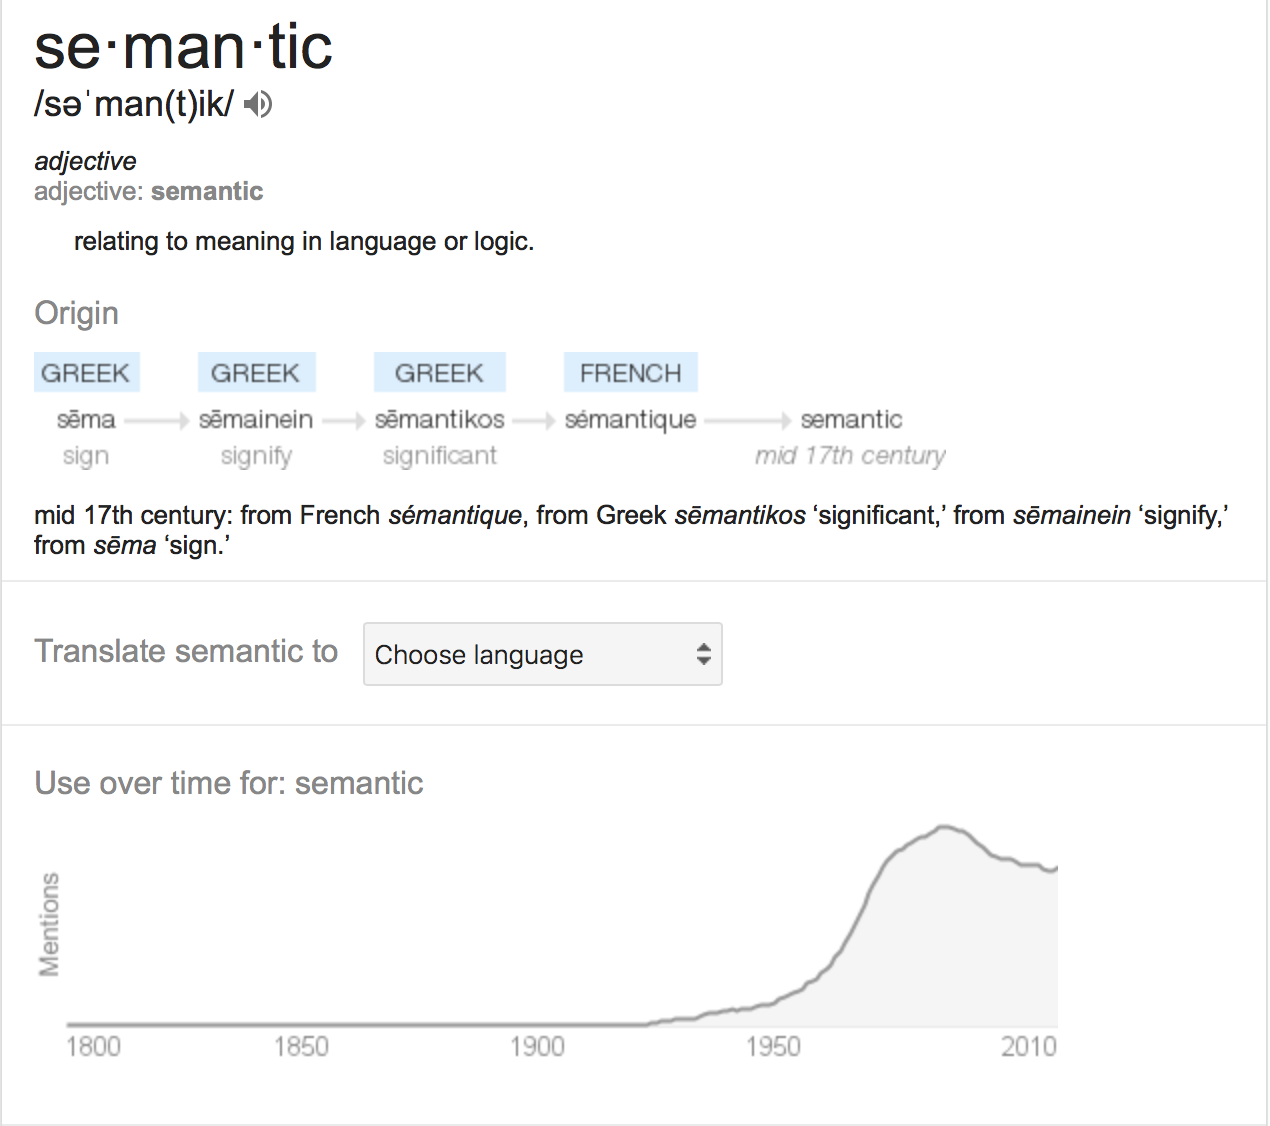 se·man·tic
/səˈman(t)ik/
adjective
adjective: semantic
relating to meaning in language or logic.
Origin
GREEK GREEK GREEK FRENCH
sēma sēmainein sēmantikos sémantique semantic
sign signify significant mid 17th century
mid 17th century: from French sémantique, from Greek sēmantikos ‘significant,’ from sēmainein ‘signify,’
from sēma ‘sign.’
Translate semantic to Choose language
Use over time for: semantic
Mentions
1800 1850 1900 1950 2010